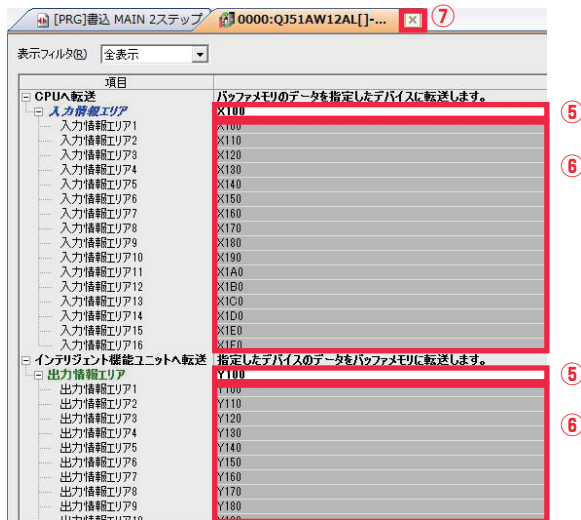 [PRG]書込 MAIN 2ステップ 0000:QJ51AW12AL[]-... ⑦
表示フィルタ(R) 全表示
項目
CPUへ転送 バッファメモリのデータを指定したデバイスに転送します。
入力情報エリア X100 ⑤
入力情報エリア1 X100
入力情報エリア2 X110
入力情報エリア3 X120 ⑥
入力情報エリア4 X130
入力情報エリア5 X140
入力情報エリア6 X150
入力情報エリア7 X160
入力情報エリア8 X170
入力情報エリア9 X180
入力情報エリア10 X190
入力情報エリア11 X1A0
入力情報エリア12 X1B0
入力情報エリア13 X1C0
入力情報エリア14 X1D0
入力情報エリア15 X1E0
入力情報エリア16 X1F0
インテリジェント機能ユニットへ転送 指定したデバイスのデータをバッファメモリに転送します。
出力情報エリア Y100 ⑤
出力情報エリア1 Y100
出力情報エリア2 Y110
出力情報エリア3 Y120 ⑥
出力情報エリア4 Y130
出力情報エリア5 Y140
出力情報エリア6 Y150
出力情報エリア7 Y160
出力情報エリア8 Y170
出力情報エリア9 Y180
出力情報エリア10